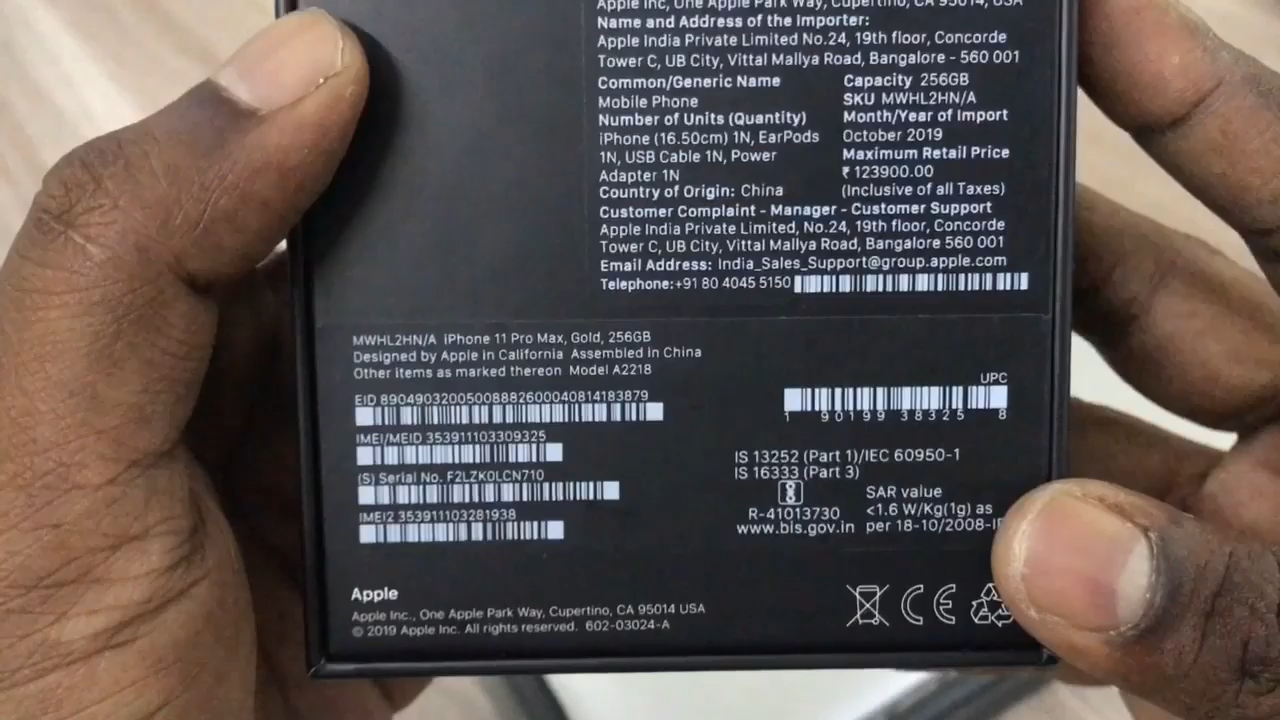 Apple Inc, One Apple Park Way, Cupertino, CA 95014, USA
Name and Address of the Importer:
Apple India Private Limited No.24, 19th floor, Concorde
Tower C, UB City, Vittal Mallya Road, Bangalore - 560 001
Common/Generic Name
Mobile Phone
Number of Units (Quantity)
iPhone (16.50cm) 1N, EarPods
1N, USB Cable 1N, Power
Adapter 1N
Country of Origin: China
Capacity 256GB
SKU MWHL2HN/A
Month/Year of Import
October 2019
Maximum Retail Price
₹ 123900.00
(Inclusive of all Taxes)
Customer Complaint - Manager - Customer Support
Apple India Private Limited, No.24, 19th floor, Concorde
Tower C, UB City, Vittal Mallya Road, Bangalore 560 001
Email Address: India_Sales_Support@group.apple.com
Telephone:+91 80 4045 5150
MWHL2HN/A iPhone 11 Pro Max, Gold, 256GB
Designed by Apple in California Assembled in China
Other items as marked thereon Model A2218
EID 89049032005008882600040814183879
IMEI/MEID 353911103309325
(S) Serial No. F2LZK0LCN710
IMEI2 353911103281938
UPC
1 90199 38325 8
IS 13252 (Part 1)/IEC 60950-1
IS 16333 (Part 3)
R-41013730
www.bis.gov.in
SAR value
<1.6 W/Kg(1g) as
per 18-10/2008-IP
Apple
Apple Inc., One Apple Park Way, Cupertino, CA 95014 USA
© 2019 Apple Inc. All rights reserved. 602-03024-A
CE